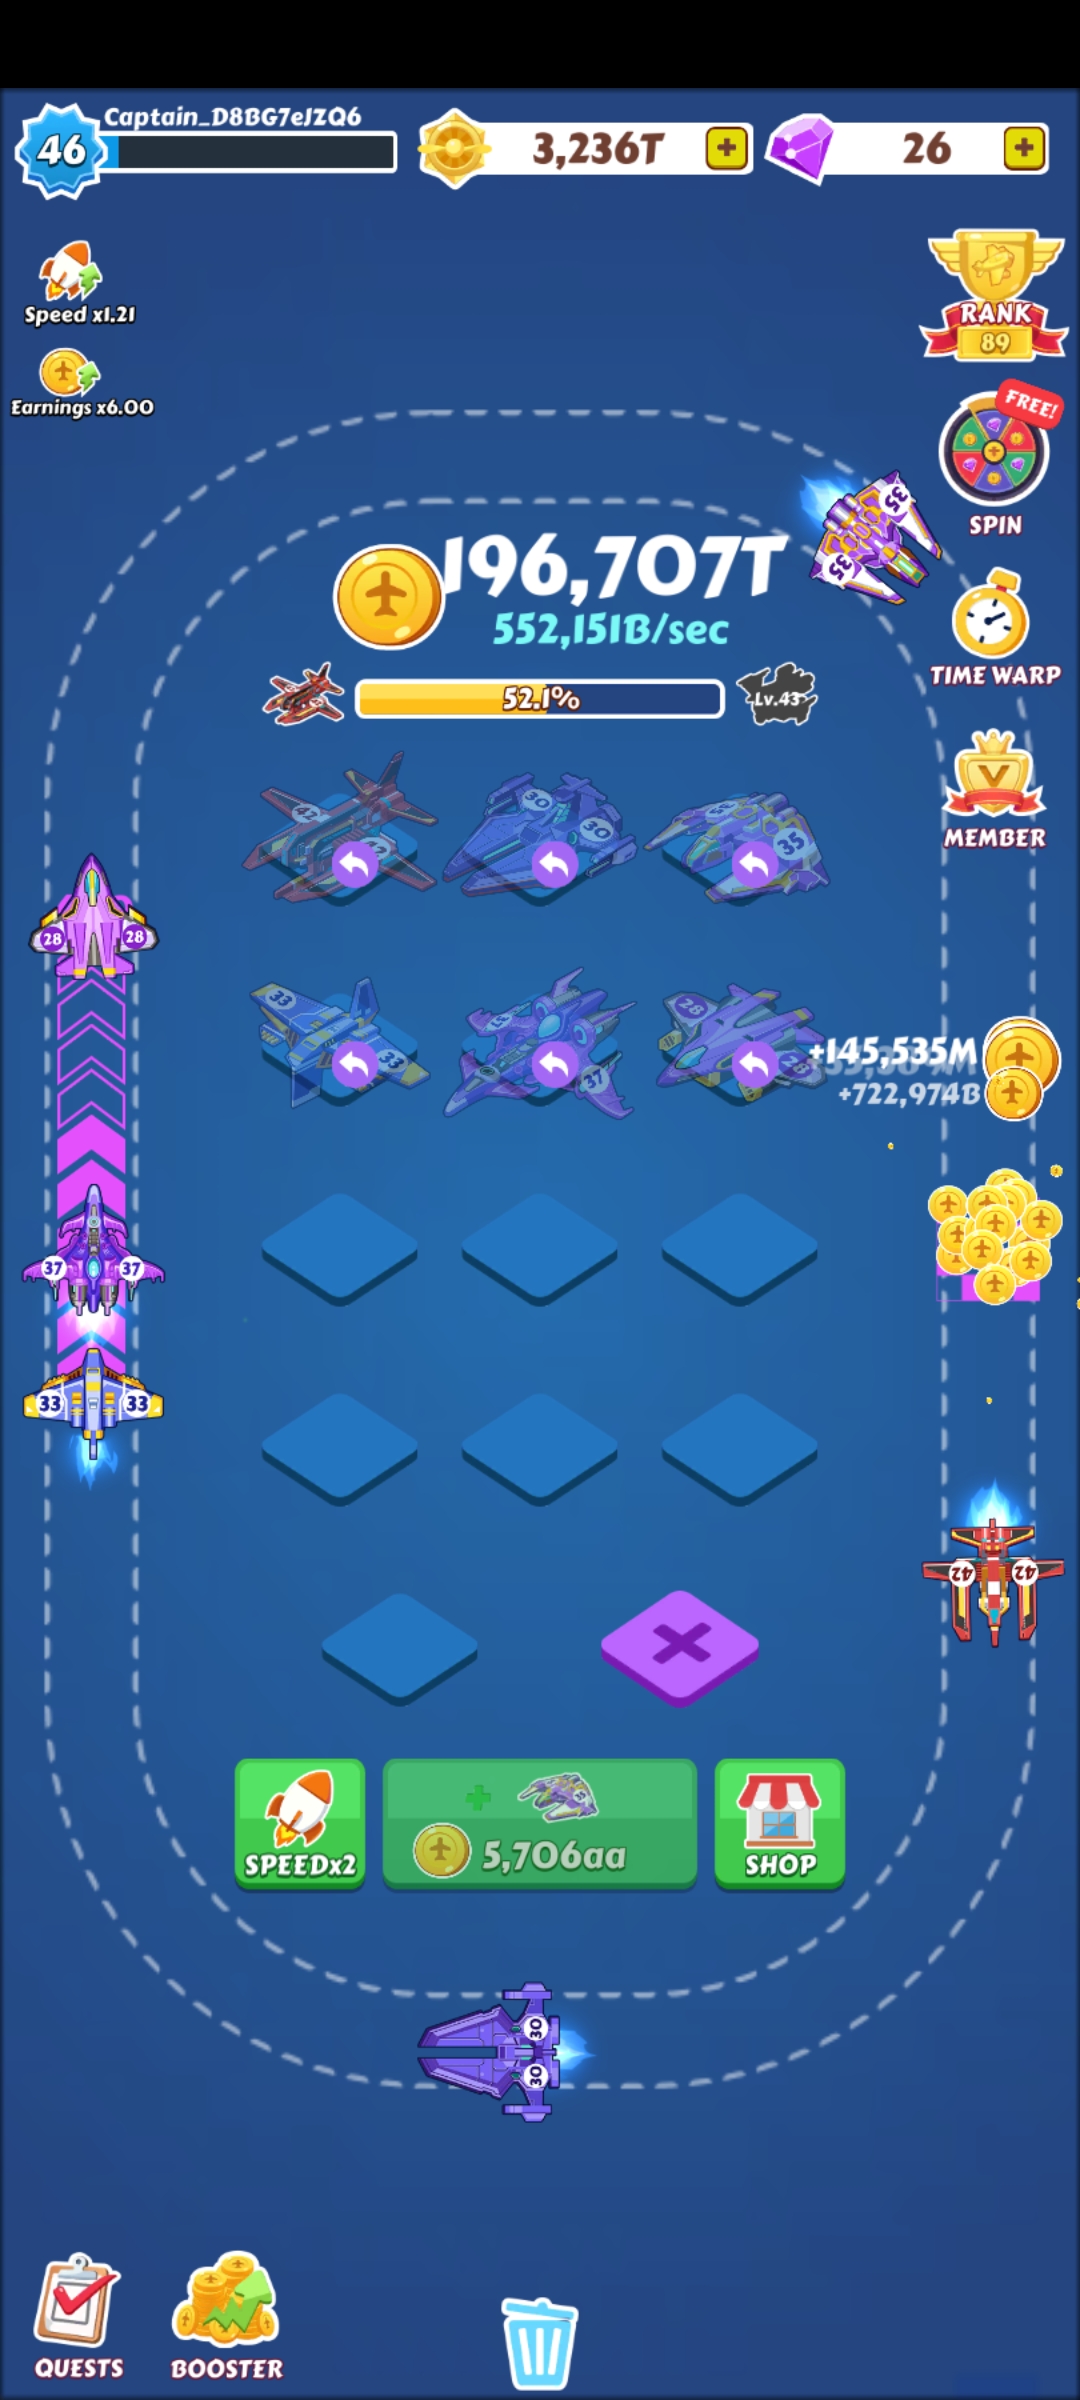 Captain_D8BG7eJZQ6
46
3,236T
26
Speed x1.21
Earnings x6.00
RANK
89
FREE!
SPIN
TIME WARP
MEMBER
35
35
196,707T
552,151B/sec
52.1%
Lv.43
42
42
30
30
35
33
33
37
28
28
28
28
+145,535M
+722,974B
37
37
33
33
42
42
SPEEDx2
5,706aa
SHOP
30
30
QUESTS
BOOSTER